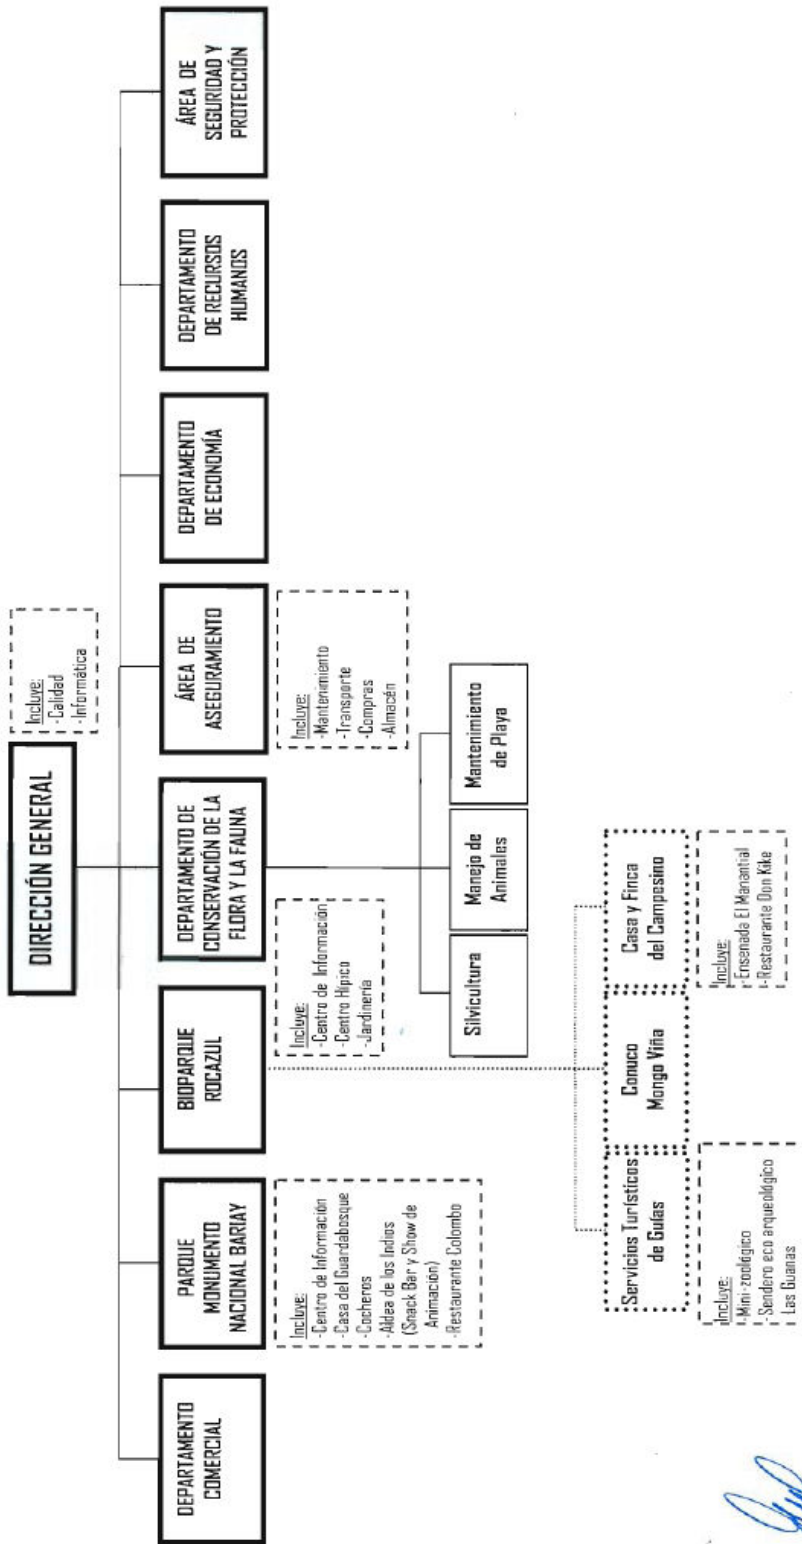 DIRECCIÓN GENERAL
Incluye:
-Calidad
-Informática
DEPARTAMENTO
COMERCIAL
PARQUE
MONUMENTO
NACIONAL BARIAY
BIOPARQUE
ROCAZUL
DEPARTAMENTO DE
CONSERVACIÓN DE LA
FLORA Y LA FAUNA
ÁREA DE
ASEGURAMIENTO
DEPARTAMENTO
DE ECONOMÍA
DEPARTAMENTO
DE RECURSOS
HUMANOS
ÁREA DE
SEGURIDAD Y
PROTECCIÓN
Incluye:
-Centro de Información
-Casa del Guardabosque
-Cocheros
-Aldea de los Indios
(Snack Bar y Show de
Animación)
-Restaurante Colombo
Incluye:
-Centro de Información
-Centro Hípico
-Jardinería
Incluye:
-Mantenimiento
-Transporte
-Compras
-Almacén
Silvicultura
Manejo de
Animales
Mantenimiento
de Playa
Servicios Turísticos
de Guías
Conuco
Mongo Viña
Casa y Finca
del Campesino
Incluye:
-Mini-zoológico
-Sendero eco arqueológico
Las Guanas
Incluye:
-Ensenada El Manantial
-Restaurante Don Kike